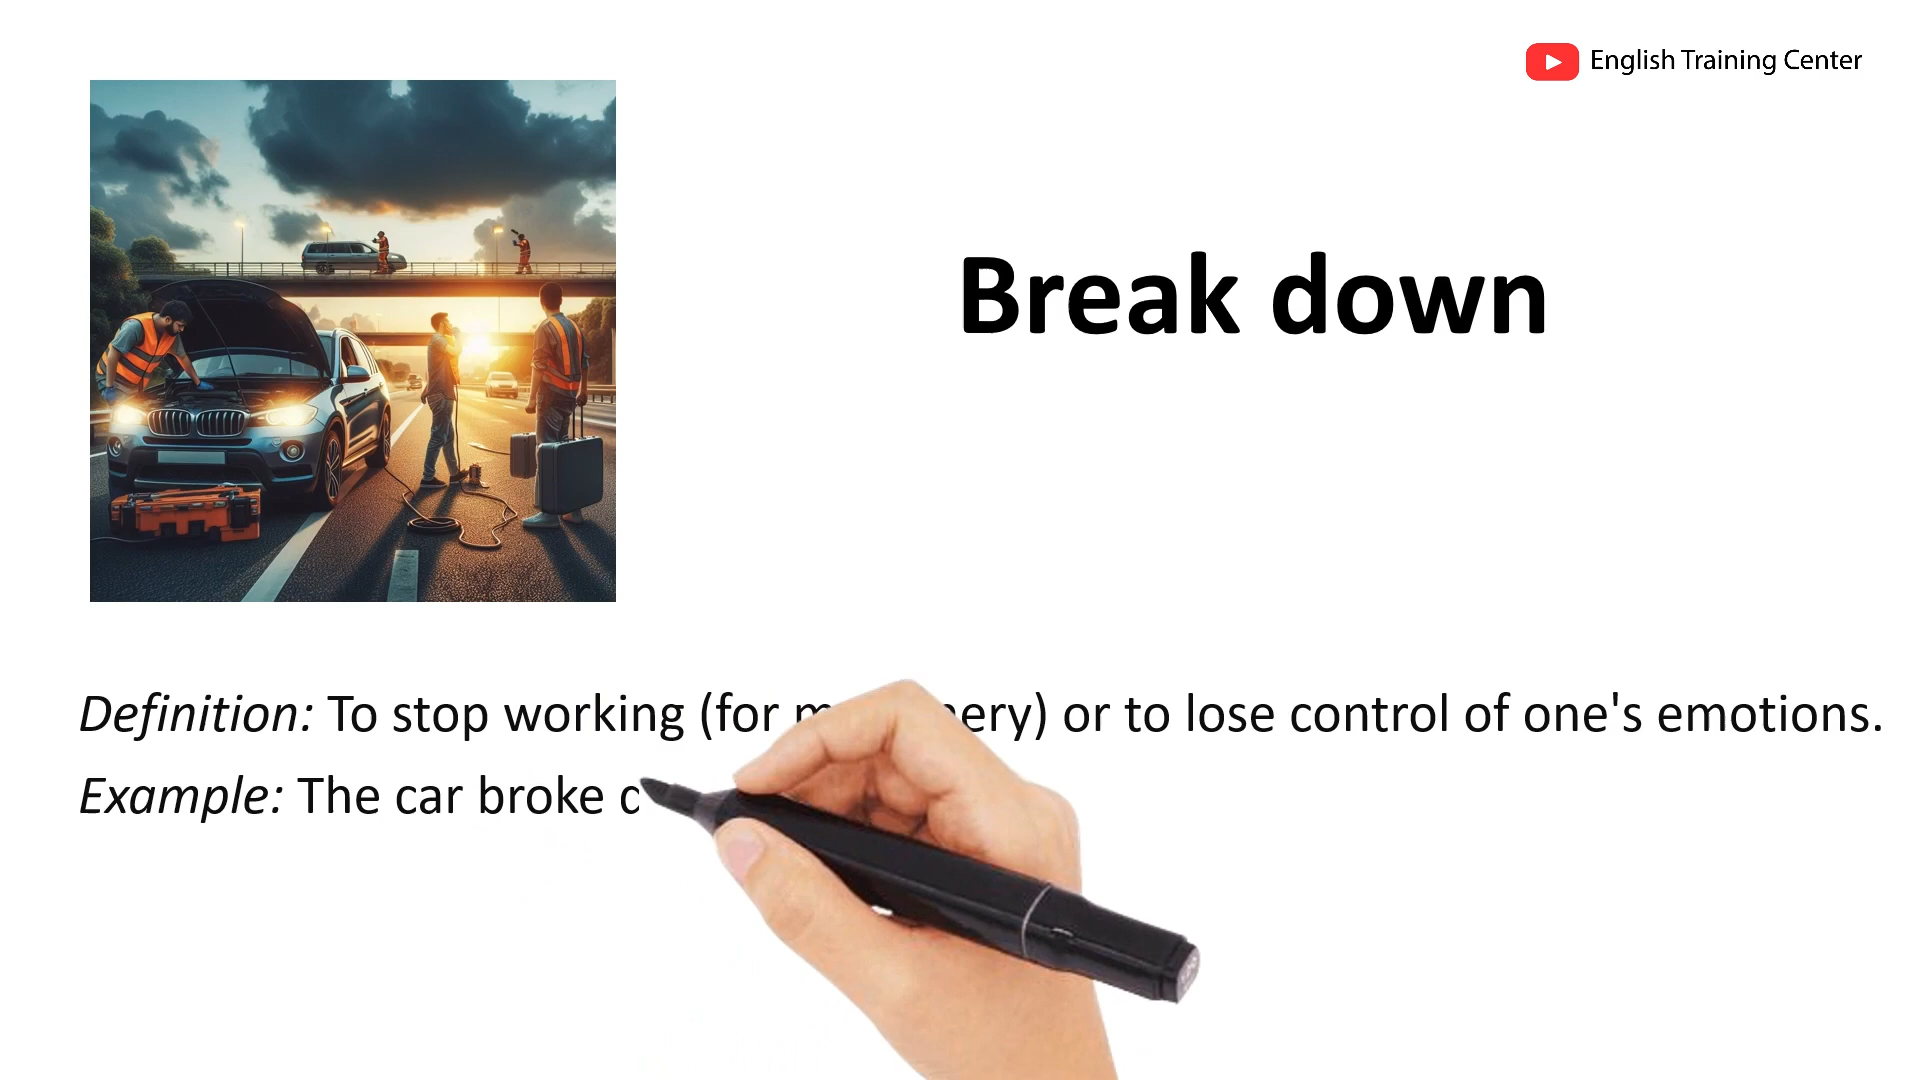 English Training Center
Break down
Definition: To stop working (for or to lose control of one's emotions.
Example: The car broke